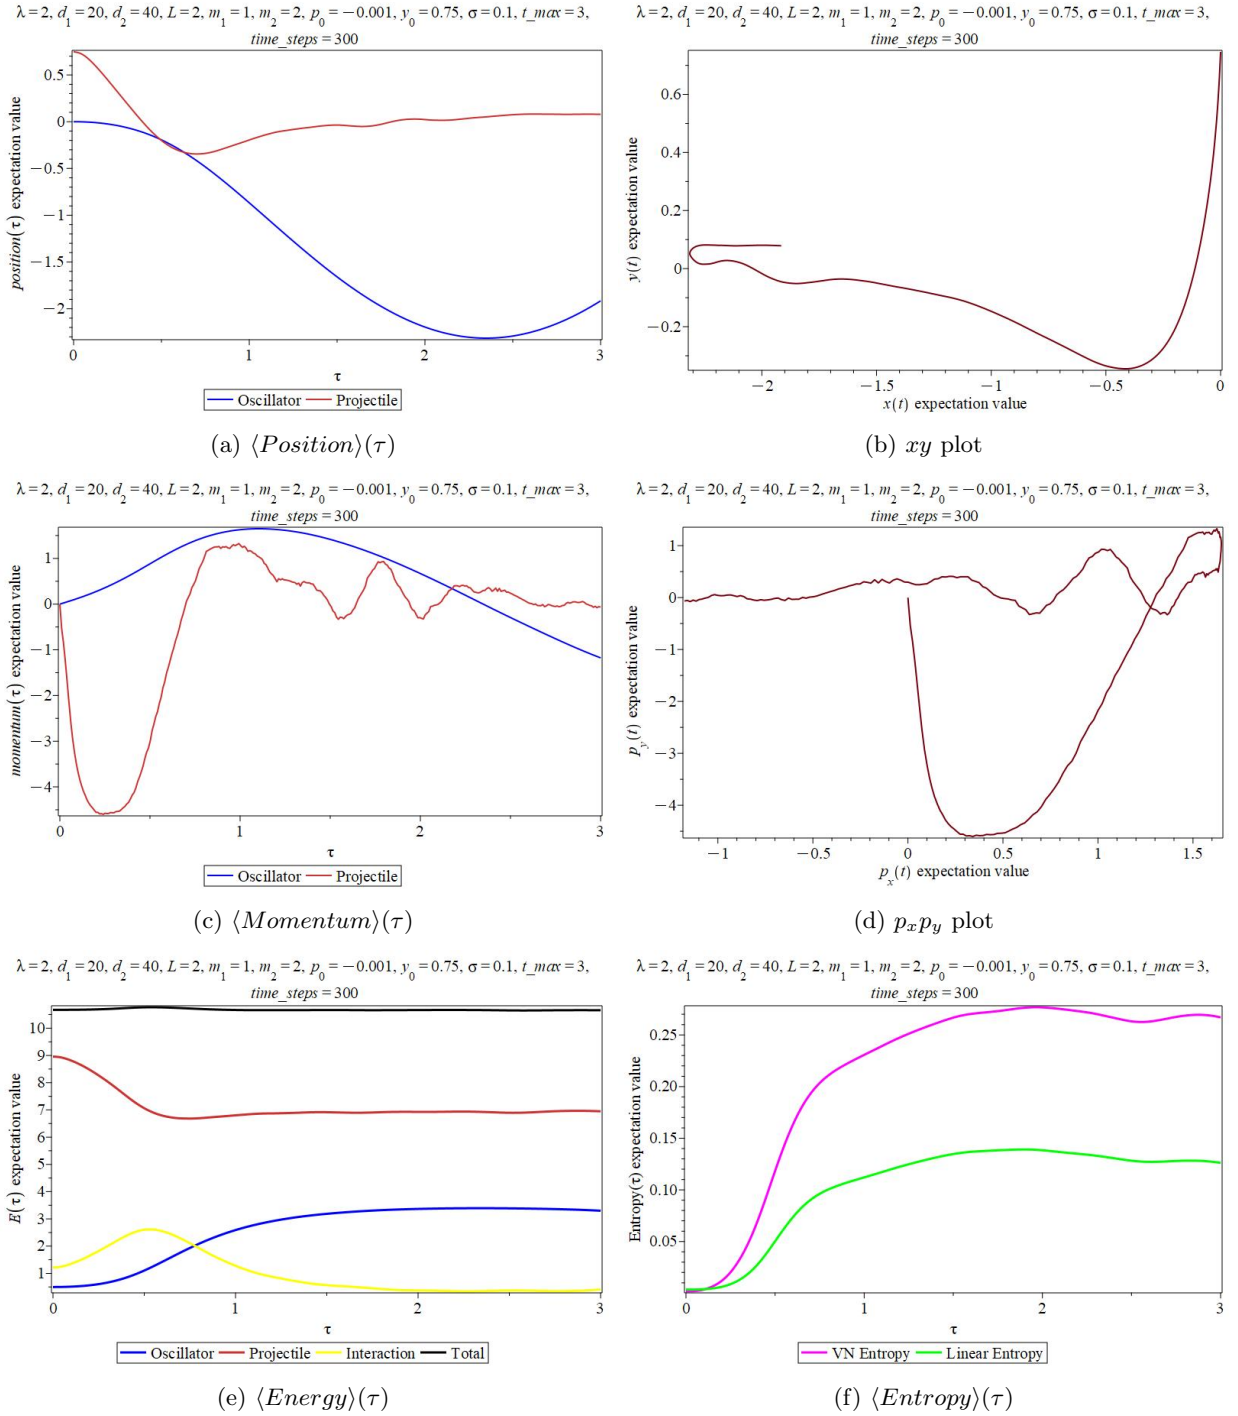 λ = 2, d₁ = 20, d₂ = 40, L = 2, m₁ = 1, m₂ = 2, p₀ = −0.001, y₀ = 0.75, σ = 0.1, t_max = 3,
time_steps = 300
position(τ) expectation value
0.5
0
−0.5
−1
−1.5
−2
0 1 2 3
τ
Oscillator Projectile
(a) ⟨Position⟩(τ)
λ = 2, d₁ = 20, d₂ = 40, L = 2, m₁ = 1, m₂ = 2, p₀ = −0.001, y₀ = 0.75, σ = 0.1, t_max = 3,
time_steps = 300
y(t) expectation value
0.6
0.4
0.2
0
−0.2
−2 −1.5 −1 −0.5 0
x(t) expectation value
(b) xy plot
λ = 2, d₁ = 20, d₂ = 40, L = 2, m₁ = 1, m₂ = 2, p₀ = −0.001, y₀ = 0.75, σ = 0.1, t_max = 3,
time_steps = 300
momentum(τ) expectation value
1
0
−1
−2
−3
−4
0 1 2 3
τ
Oscillator Projectile
(c) ⟨Momentum⟩(τ)
λ = 2, d₁ = 20, d₂ = 40, L = 2, m₁ = 1, m₂ = 2, p₀ = −0.001, y₀ = 0.75, σ = 0.1, t_max = 3,
time_steps = 300
p_y(t) expectation value
1
0
−1
−2
−3
−4
−1 −0.5 0 0.5 1 1.5
p_x(t) expectation value
(d) pₓp_y plot
λ = 2, d₁ = 20, d₂ = 40, L = 2, m₁ = 1, m₂ = 2, p₀ = −0.001, y₀ = 0.75, σ = 0.1, t_max = 3,
time_steps = 300
E(τ) expectation value
10
9
8
7
6
5
4
3
2
1
0 1 2 3
τ
Oscillator Projectile Interaction Total
(e) ⟨Energy⟩(τ)
λ = 2, d₁ = 20, d₂ = 40, L = 2, m₁ = 1, m₂ = 2, p₀ = −0.001, y₀ = 0.75, σ = 0.1, t_max = 3,
time_steps = 300
Entropy(τ) expectation value
0.25
0.20
0.15
0.10
0.05
0 1 2 3
τ
VN Entropy Linear Entropy
(f) ⟨Entropy⟩(τ)